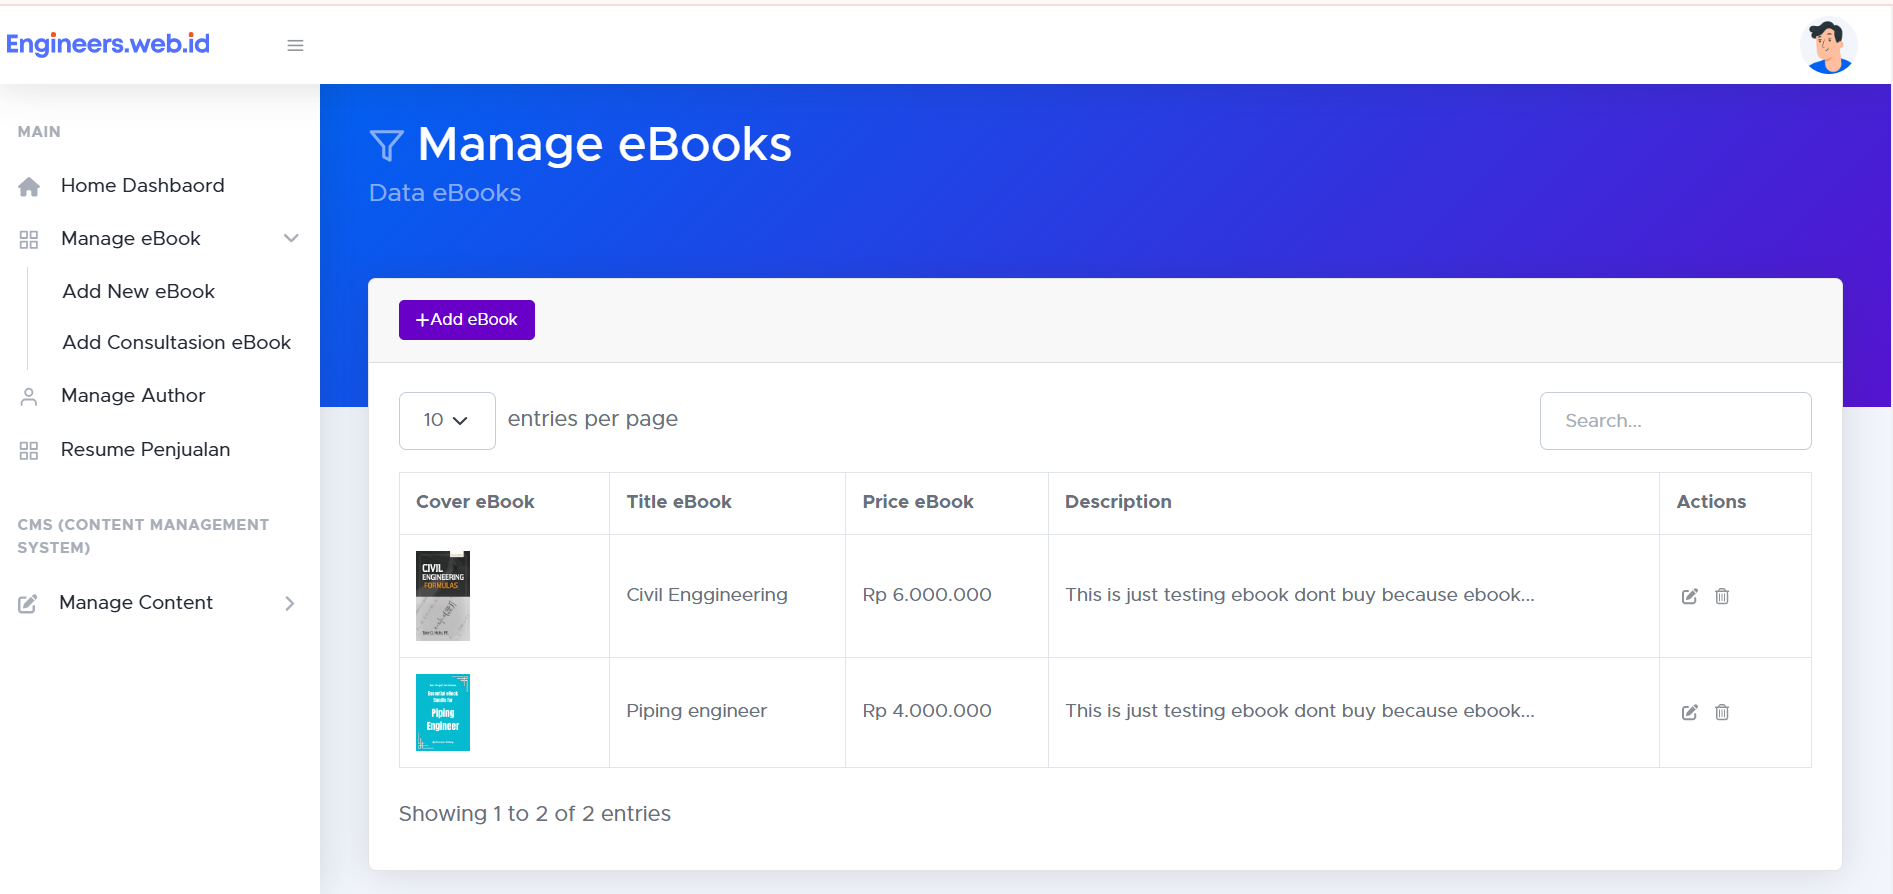 Engineers.web.id
MAIN
Home Dashbaord
Manage eBook
Add New eBook
Add Consultasion eBook
Manage Author
Resume Penjualan
CMS (CONTENT MANAGEMENT
SYSTEM)
Manage Content
Manage eBooks
Data eBooks
+Add eBook
10 entries per page
Search...
Cover eBook Title eBook Price eBook Description Actions
CIVIL
ENGINEERING
FORMULAS
Civil Enggineering Rp 6.000.000 This is just testing ebook dont buy because ebook...
Essential eBook
Bundle for
Piping
Engineer
Piping engineer Rp 4.000.000 This is just testing ebook dont buy because ebook...
Showing 1 to 2 of 2 entries